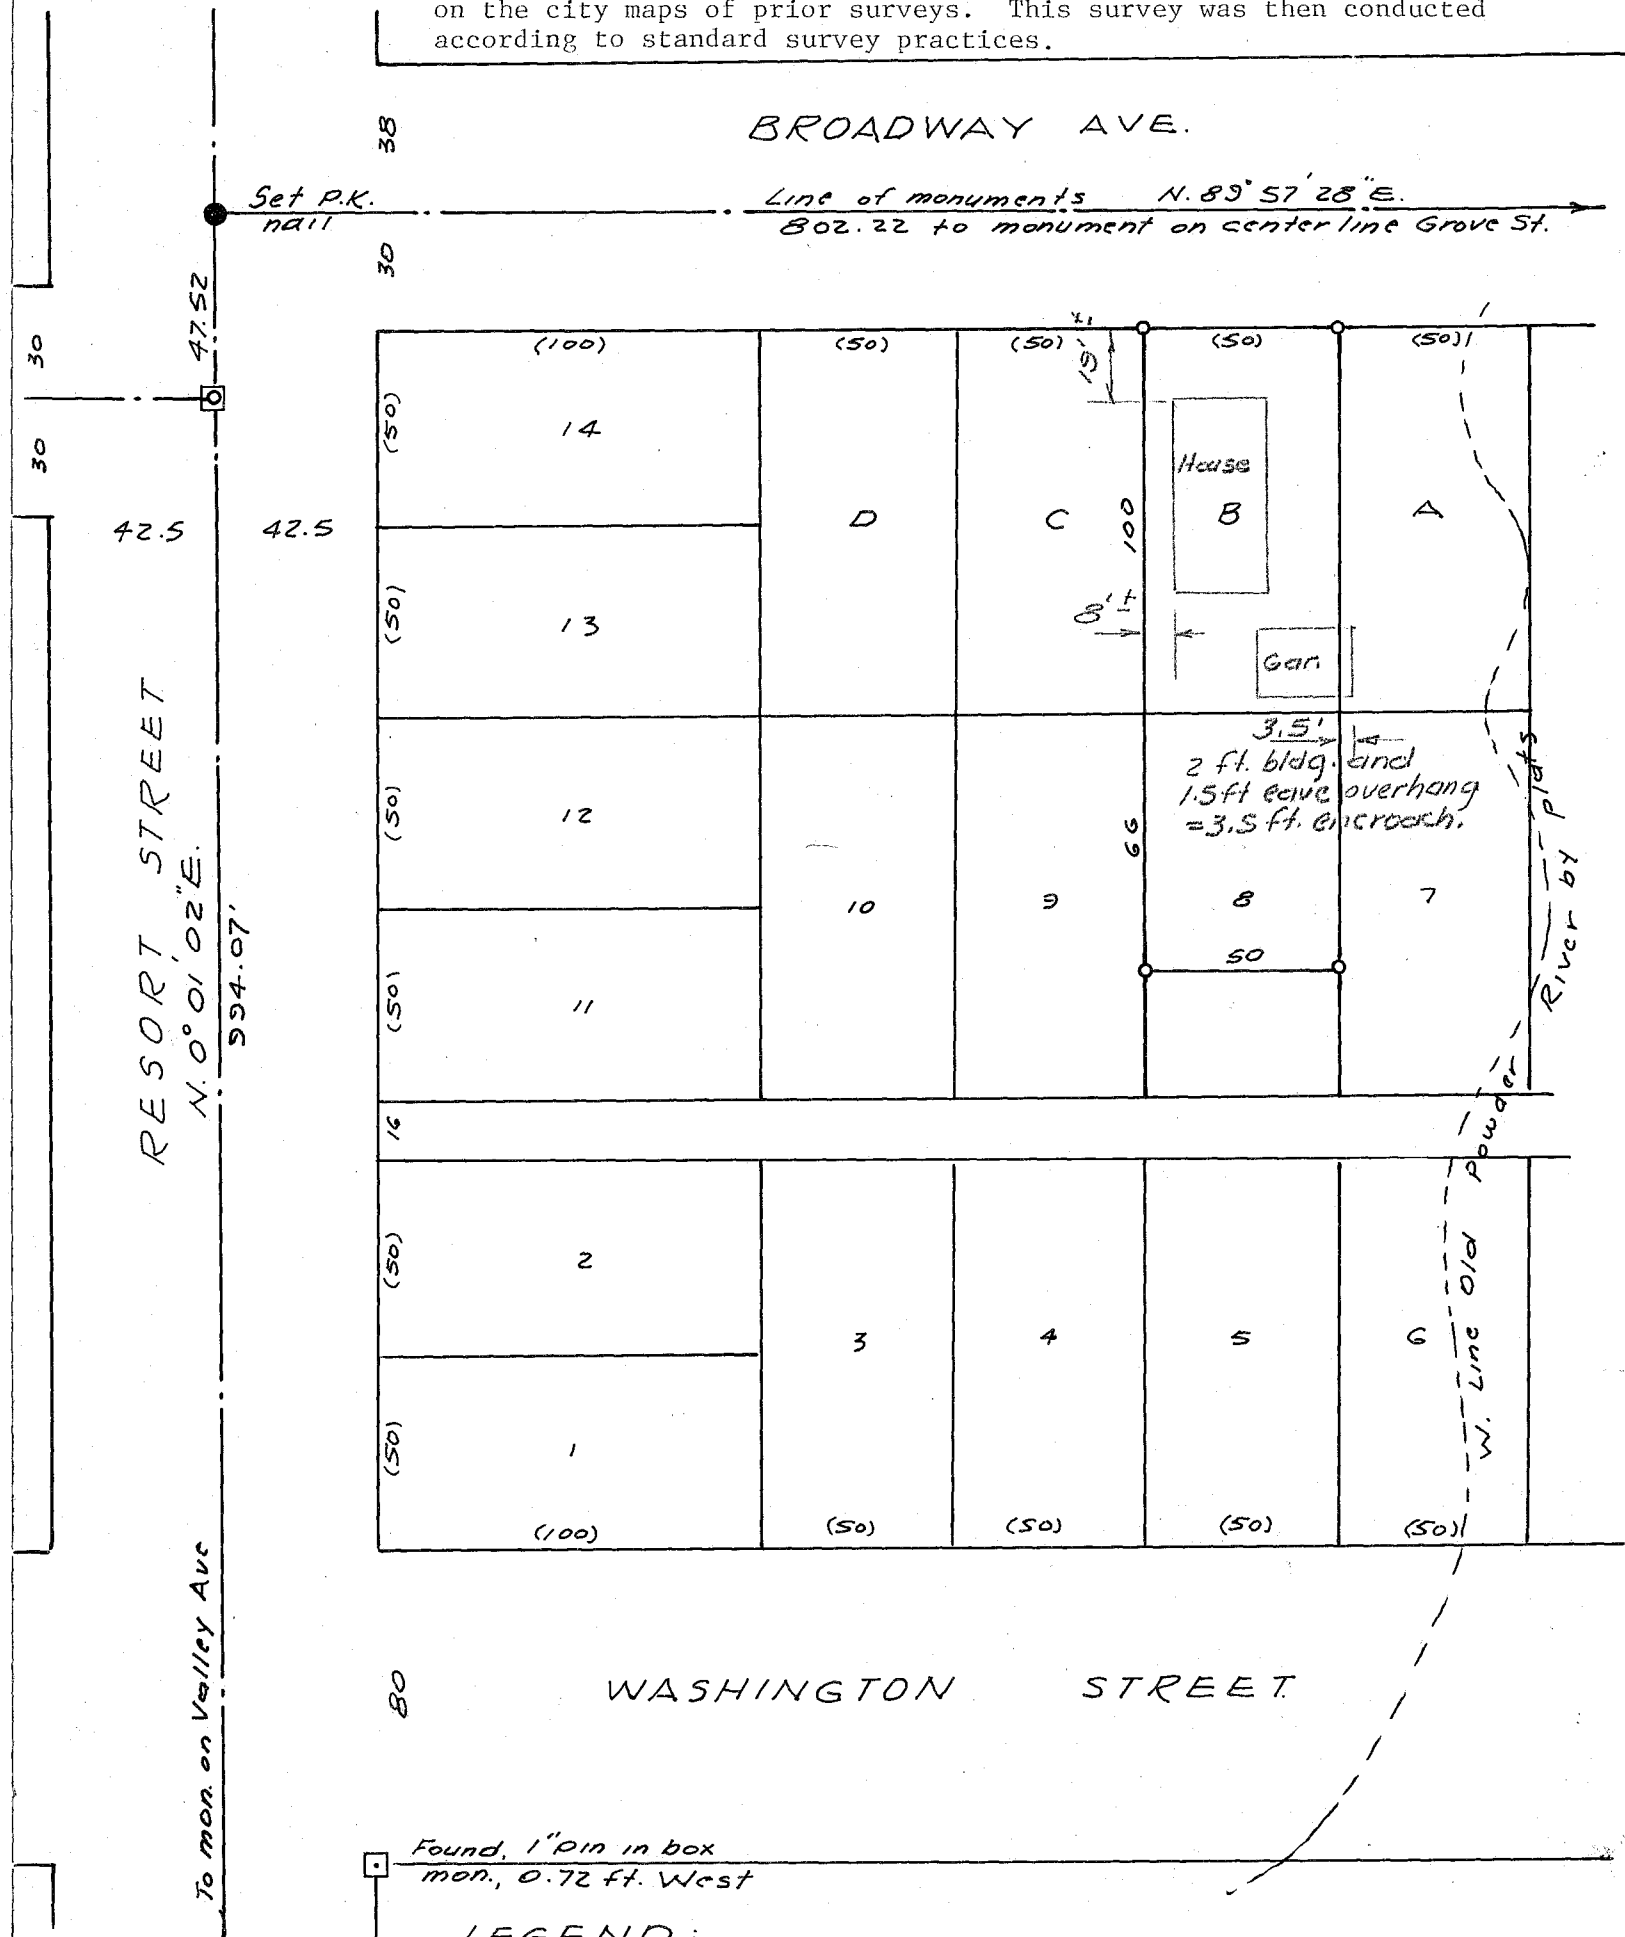 on the city maps of prior surveys. This survey was then conducted
according to standard survey practices.
38
BROADWAY AVE.
Set P.K.
nail
Line of monuments N. 89° 57' 28" E.
802.22 to monument on center line Grove St.
30
47.52
30
30
(100)
(50)
(50)
(50)
(50)
19'
(50)
14
House
D
C
100
B
A
42.5
42.5
(50)
13
8'±
Gar.
3.5'
2 ft. bldg. and
1.5 ft eave overhang
=3.5 ft. encroach.
(50)
12
66
10
9
8
7
50
(50)
11
RESORT STREET
N. 0° 01' 02" E.
994.07'
16
W. Line Old Powder River by plats
(50)
2
3
4
5
6
(50)
1
(100)
(50)
(50)
(50)
(50)
To mon. on Valley Ave
80
WASHINGTON STREET
Found, 1" pin in box
mon., 0.72 ft. West
LEGEND: